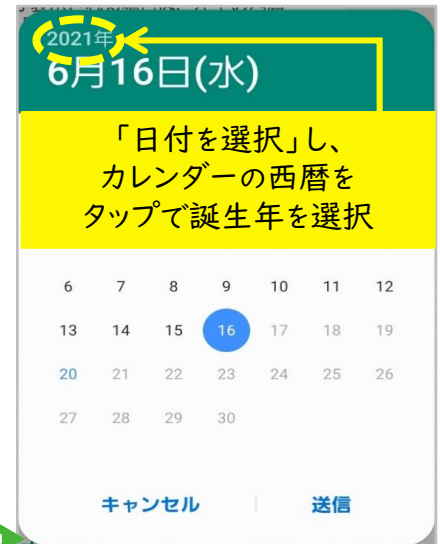 2021年
6月16日(水)
「日付を選択」し、
カレンダーの西暦を
タップで誕生年を選択
6 7 8 9 10 11 12
13 14 15 16 17 18 19
20 21 22 23 24 25 26
27 28 29 30
キャンセル 送信